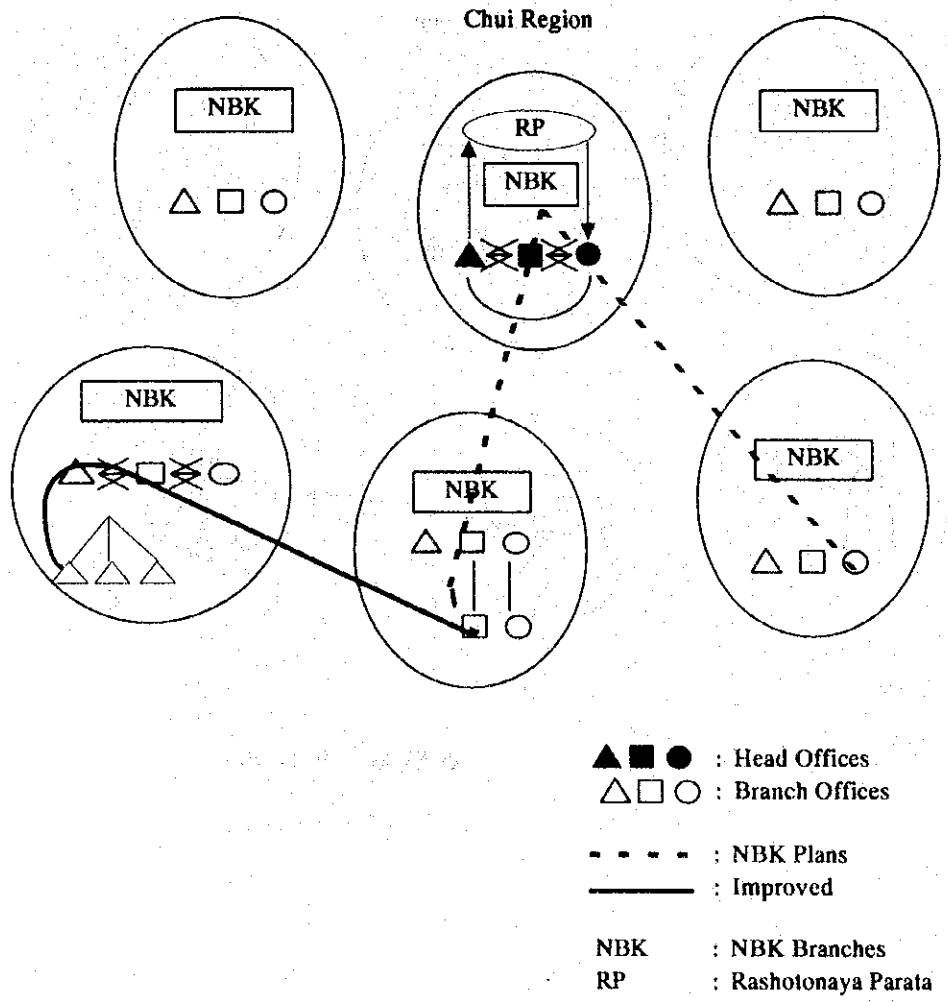 Chui Region
NBK
RP
NBK
NBK
NBK
NBK
NBK
: Head Offices
: Branch Offices
: NBK Plans
: Improved
NBK : NBK Branches
RP : Rashotonaya Parata